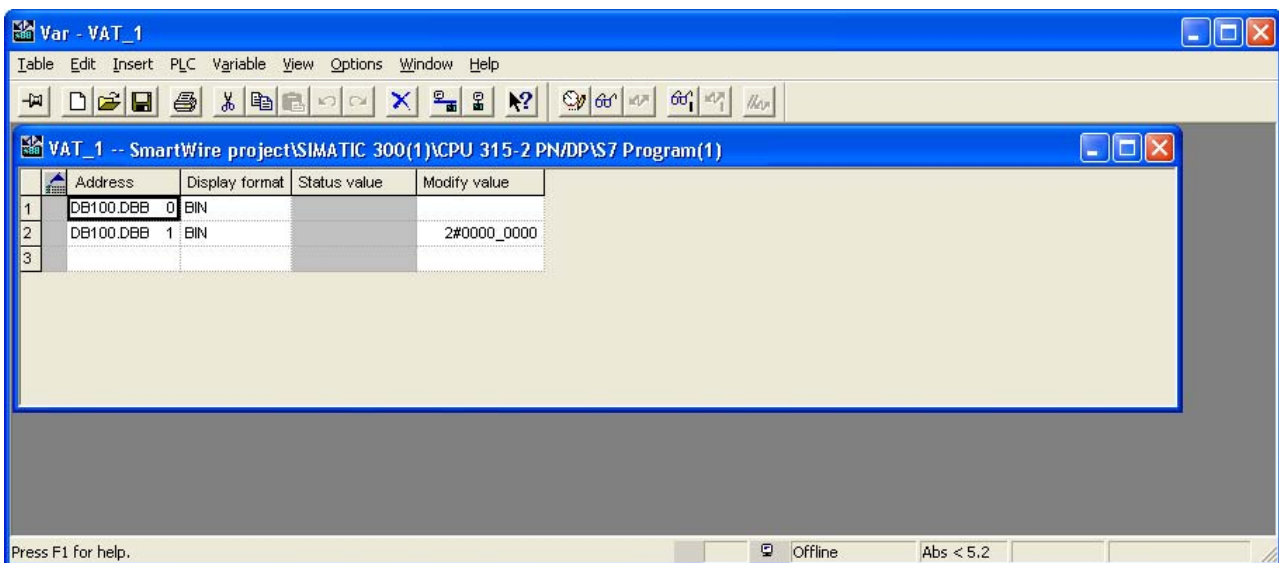 Var - VAT_1
Table Edit Insert PLC Variable View Options Window Help
VAT_1 -- SmartWire project\SIMATIC 300(1)\CPU 315-2 PN/DP\S7 Program(1)
Address Display format Status value Modify value
1 DB100.DBB 0 BIN
2 DB100.DBB 1 BIN 2#0000_0000
3
Press F1 for help. Offline Abs < 5.2